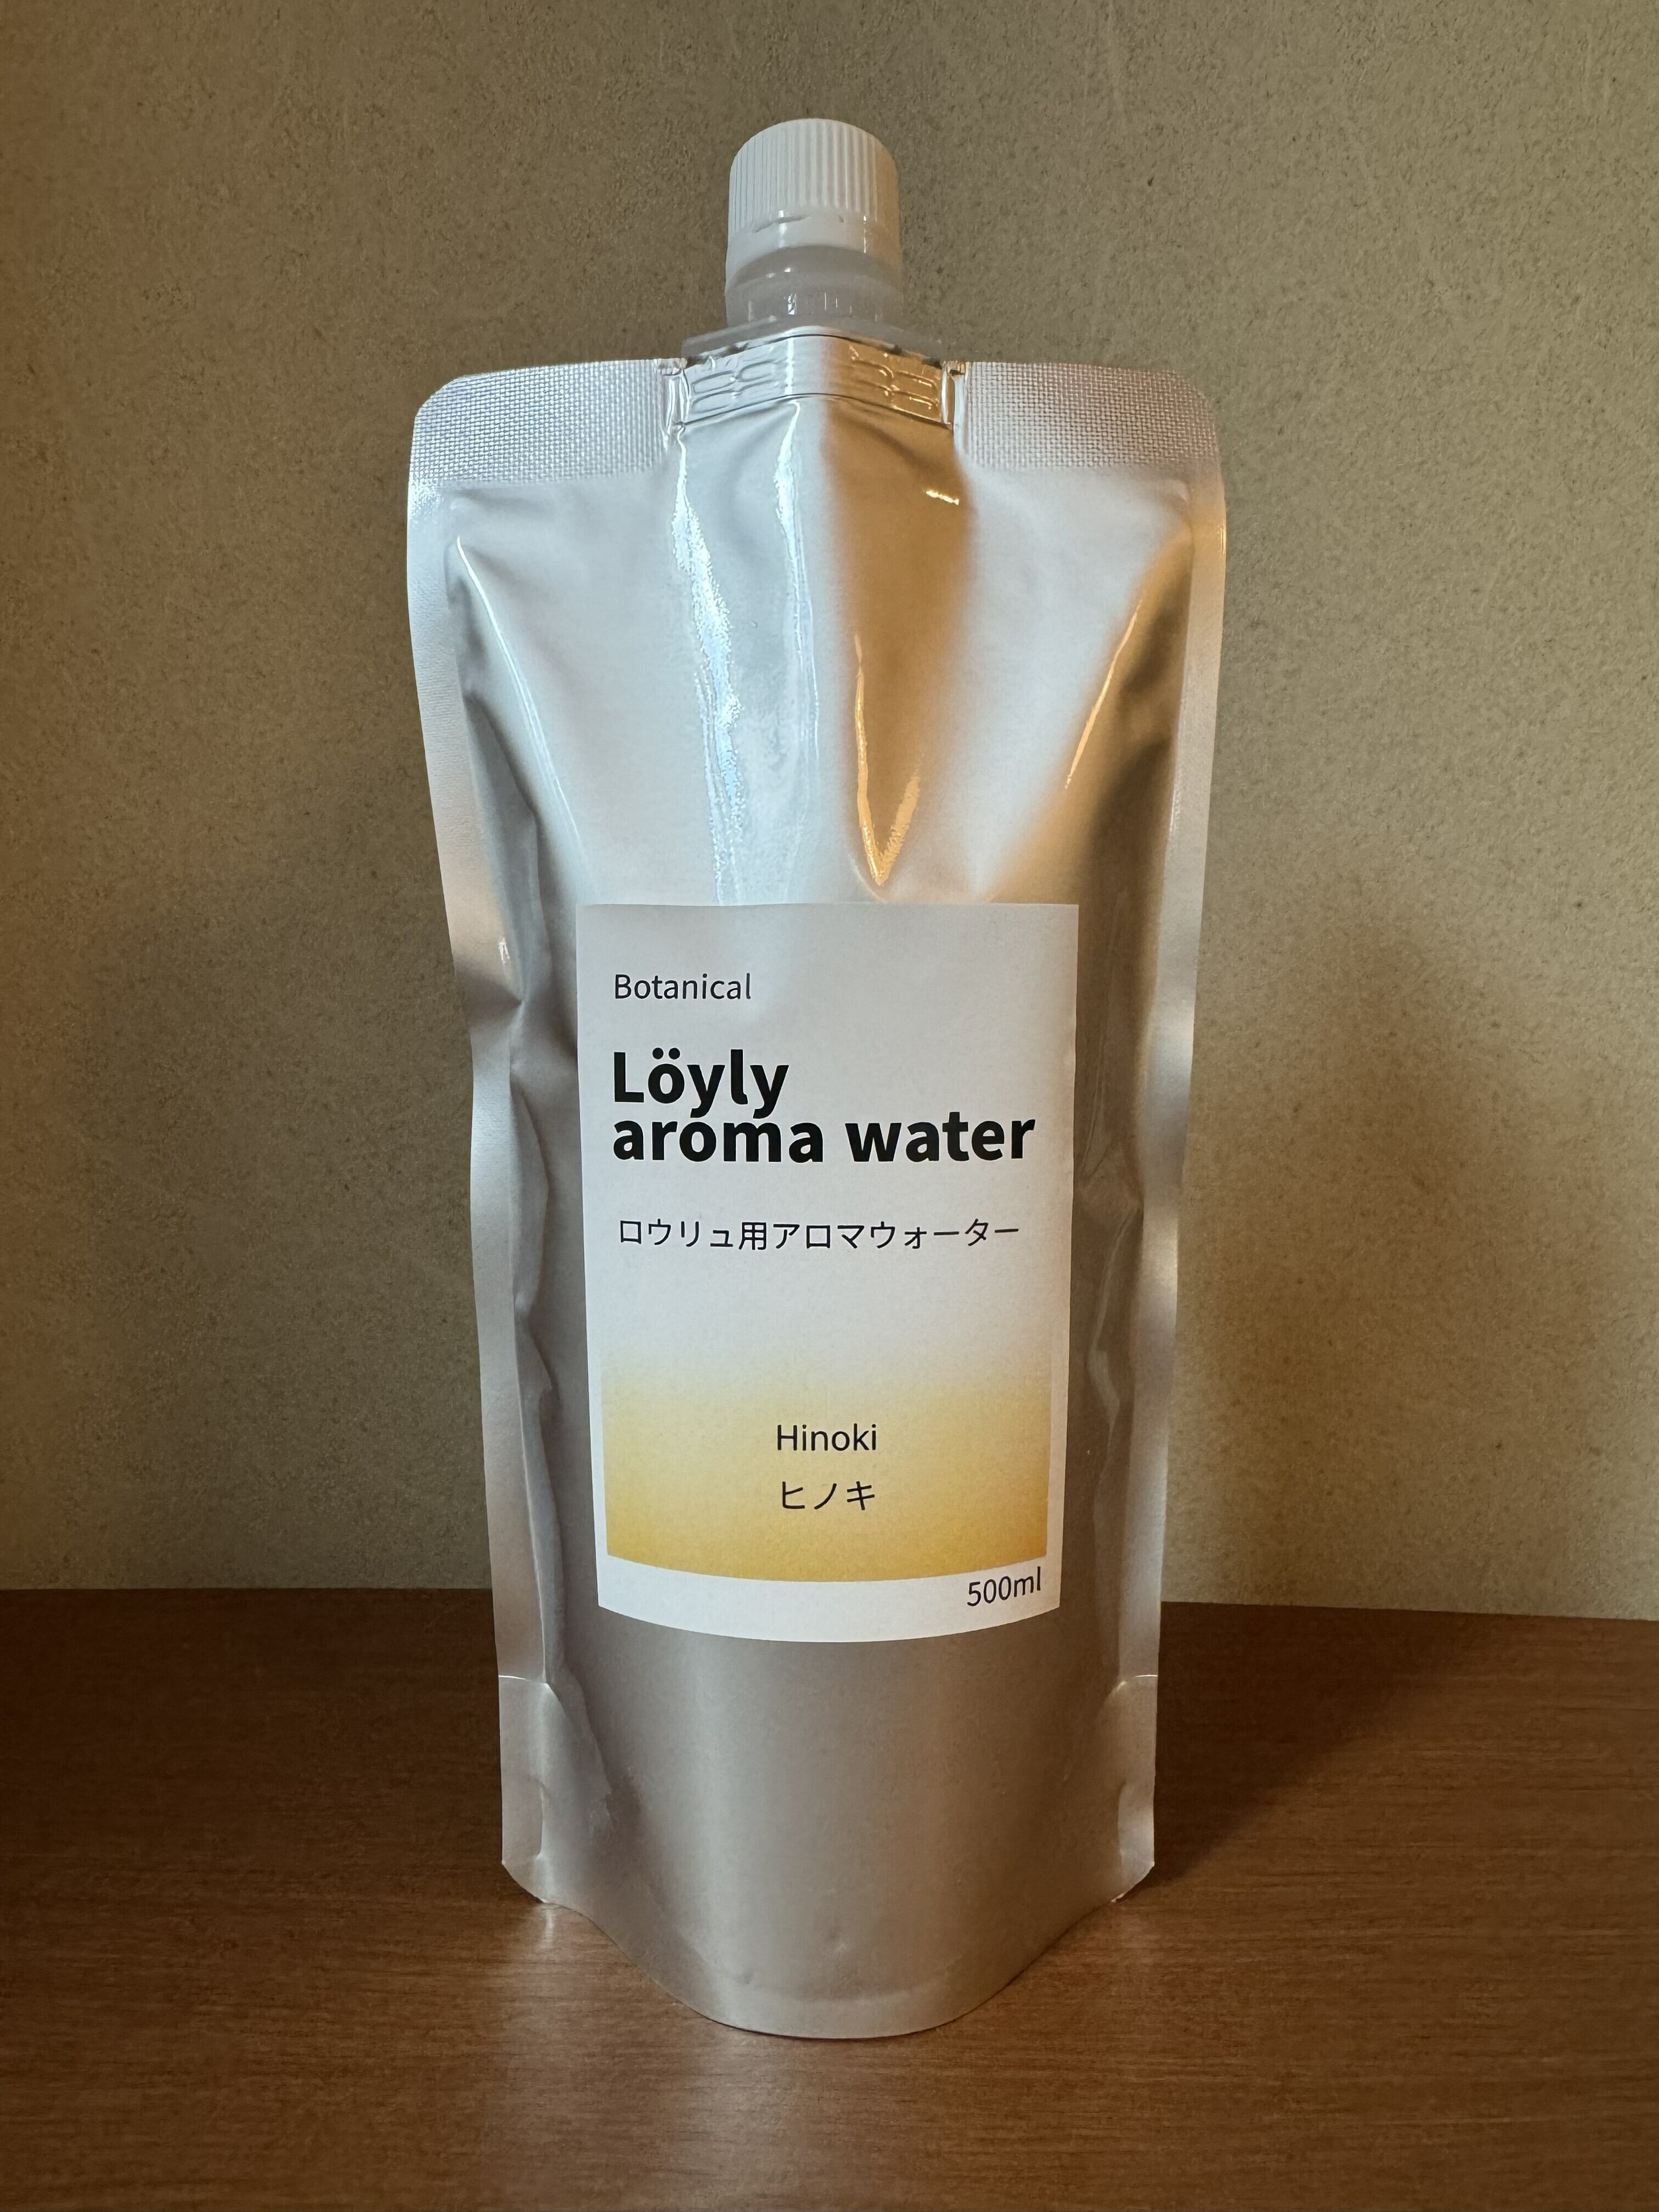 Botanical
Löyly
aroma water
ロウリュ用アロマウォーター
Hinoki
ヒノキ
500ml